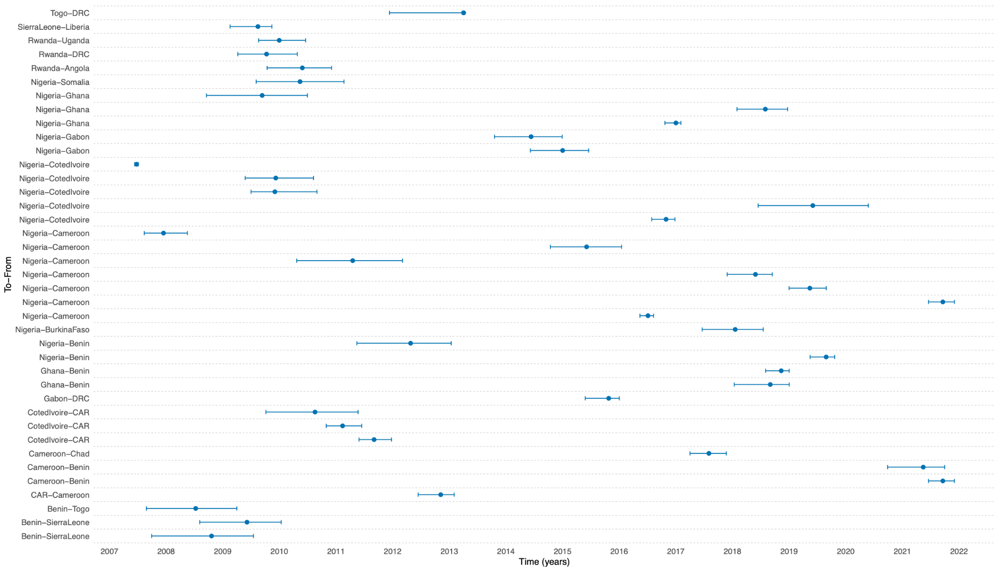 Togo–DRC
SierraLeone–Liberia
Rwanda–Uganda
Rwanda–DRC
Rwanda–Angola
Nigeria–Somalia
Nigeria–Ghana
Nigeria–Ghana
Nigeria–Ghana
Nigeria–Gabon
Nigeria–Gabon
Nigeria–CotedIvoire
Nigeria–CotedIvoire
Nigeria–CotedIvoire
Nigeria–CotedIvoire
Nigeria–CotedIvoire
Nigeria–Cameroon
Nigeria–Cameroon
Nigeria–Cameroon
Nigeria–Cameroon
Nigeria–Cameroon
Nigeria–Cameroon
Nigeria–Cameroon
Nigeria–BurkinaFaso
Nigeria–Benin
Nigeria–Benin
Ghana–Benin
Ghana–Benin
Gabon–DRC
CotedIvoire–CAR
CotedIvoire–CAR
CotedIvoire–CAR
Cameroon–Chad
Cameroon–Benin
Cameroon–Benin
CAR–Cameroon
Benin–Togo
Benin–SierraLeone
Benin–SierraLeone
To–From
2007 2008 2009 2010 2011 2012 2013 2014 2015 2016 2017 2018 2019 2020 2021 2022
Time (years)